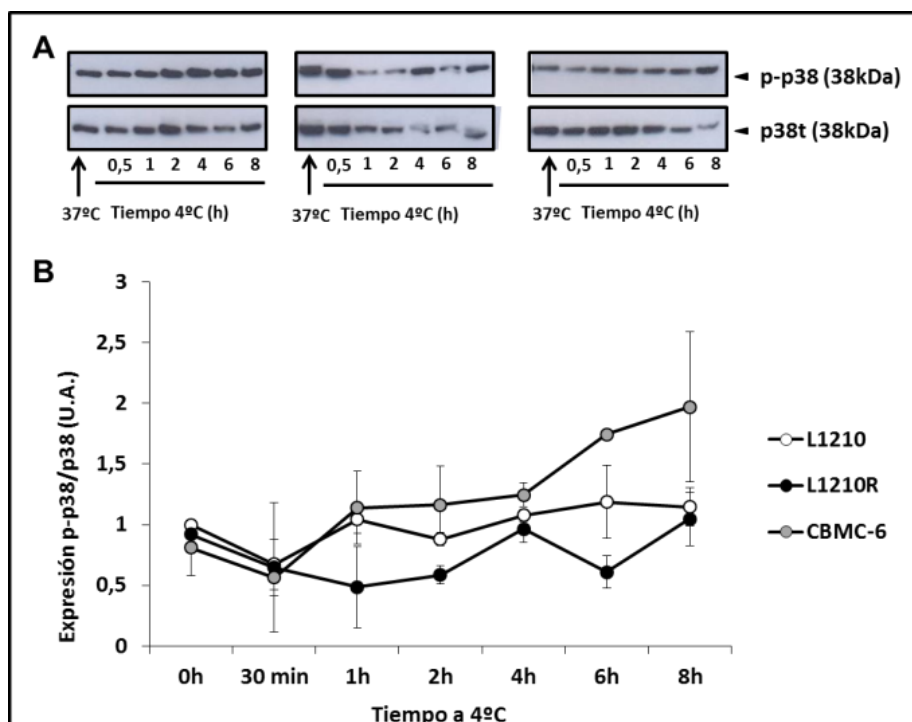 A
p-p38 (38kDa)
p38t (38kDa)
0,5 1 2 4 6 8
0,5 1 2 4 6 8
0,5 1 2 4 6 8
37ºC Tiempo 4ºC (h)
37ºC Tiempo 4ºC (h)
37ºC Tiempo 4ºC (h)
B
Expresión p-p38/p38 (U.A.)
3
2,5
2
1,5
1
0,5
0
0h 30 min 1h 2h 4h 6h 8h
Tiempo a 4ºC
L1210
L1210R
CBMC-6